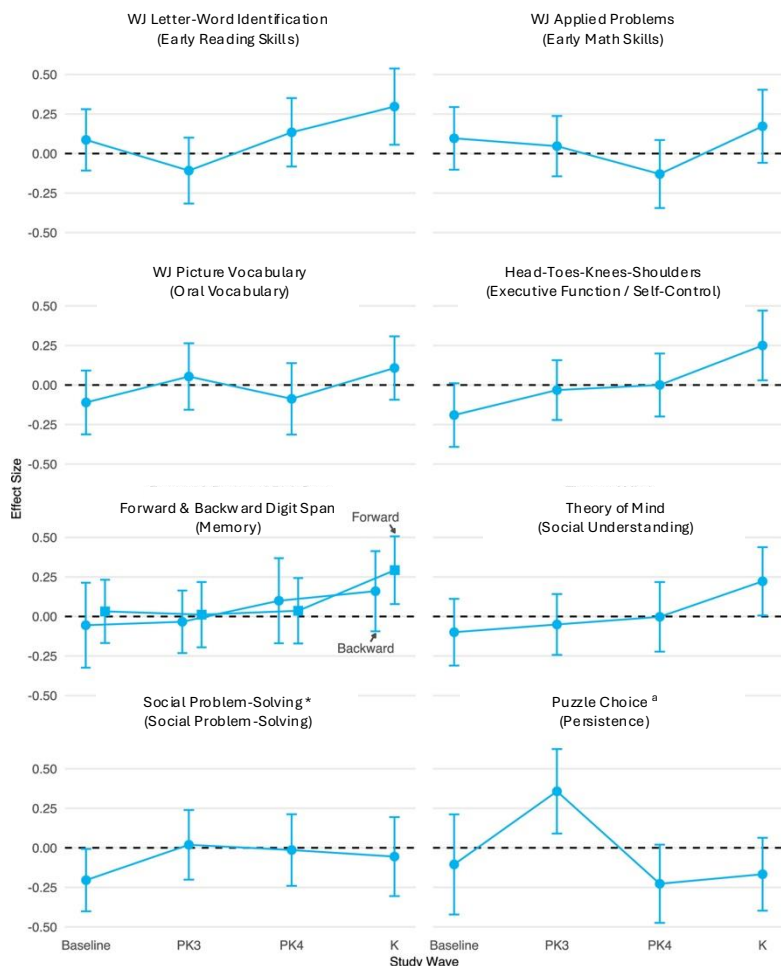 WJ Letter-Word Identification
(Early Reading Skills)
WJ Applied Problems
(Early Math Skills)
0.50
0.25
0.00
-0.25
-0.50
WJ Picture Vocabulary
(Oral Vocabulary)
Head-Toes-Knees-Shoulders
(Executive Function / Self-Control)
0.50
0.25
0.00
-0.25
-0.50
Effect Size
Forward & Backward Digit Span
(Memory)
Forward
Backward
Theory of Mind
(Social Understanding)
0.50
0.25
0.00
-0.25
-0.50
Social Problem-Solving *
(Social Problem-Solving)
Puzzle Choice a
(Persistence)
0.50
0.25
0.00
-0.25
-0.50
Baseline PK3 PK4 K
Baseline PK3 PK4 K
Study Wave